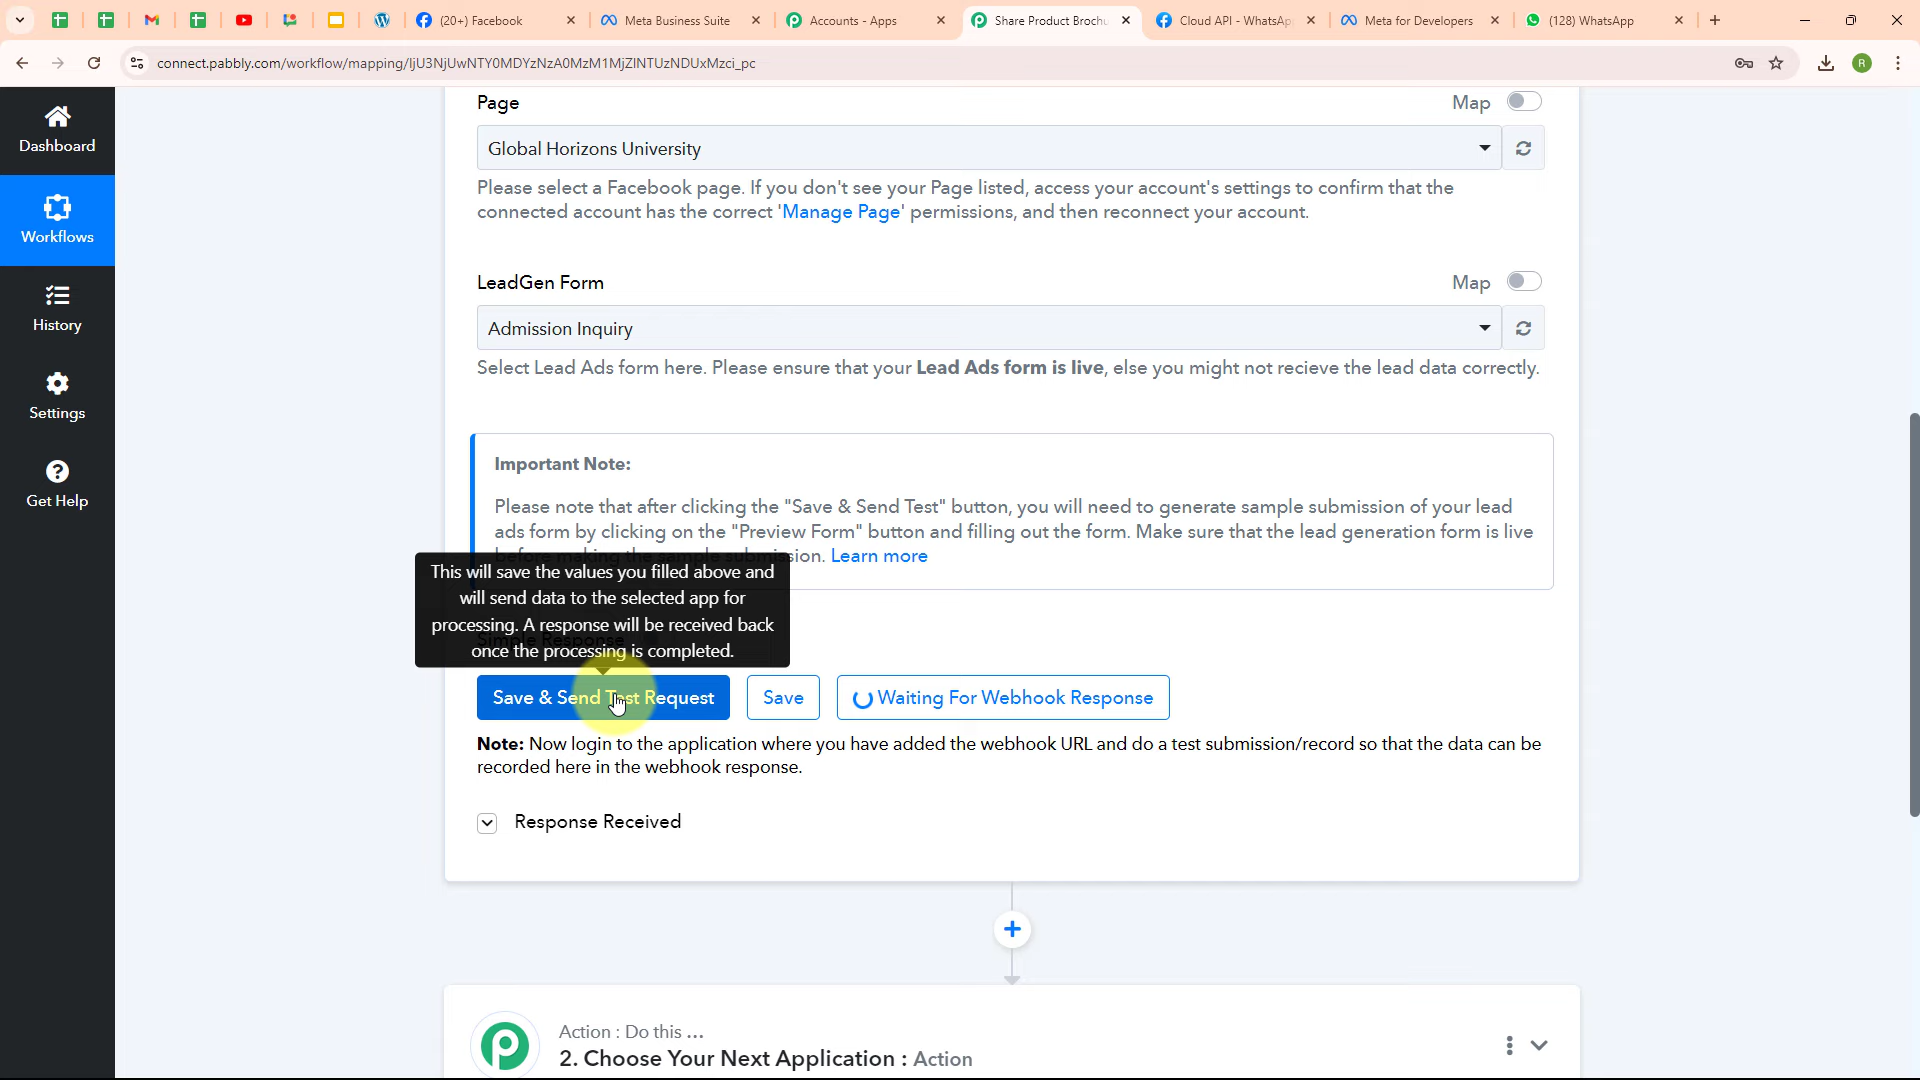 (20+) Facebook
Meta Business Suite
Accounts - Apps
Share Product Brochu
Cloud API - WhatsAp
Meta for Developers
(128) WhatsApp
connect.pabbly.com/workflow/mapping/IjU3NjUwNTY0MDYzNzA0MzM1MjZlNTUzNDUxMzci_pc
R
Dashboard
Workflows
History
Settings
Get Help
Page
Map
Global Horizons University
Please select a Facebook page. If you don't see your Page listed, access your account's settings to confirm that the
connected account has the correct 'Manage Page' permissions, and then reconnect your account.
LeadGen Form
Map
Admission Inquiry
Select Lead Ads form here. Please ensure that your Lead Ads form is live, else you might not recieve the lead data correctly.
Important Note:
Please note that after clicking the "Save & Send Test" button, you will need to generate sample submission of your lead
ads form by clicking on the "Preview Form" button and filling out the form. Make sure that the lead generation form is live
before making the sample submission. Learn more
This will save the values you filled above and
will send data to the selected app for
processing. A response will be received back
once the processing is completed.
Simple Response
Save & Send Test Request
Save
Waiting For Webhook Response
Note: Now login to the application where you have added the webhook URL and do a test submission/record so that the data can be
recorded here in the webhook response.
Response Received
Action : Do this ...
2. Choose Your Next Application : Action